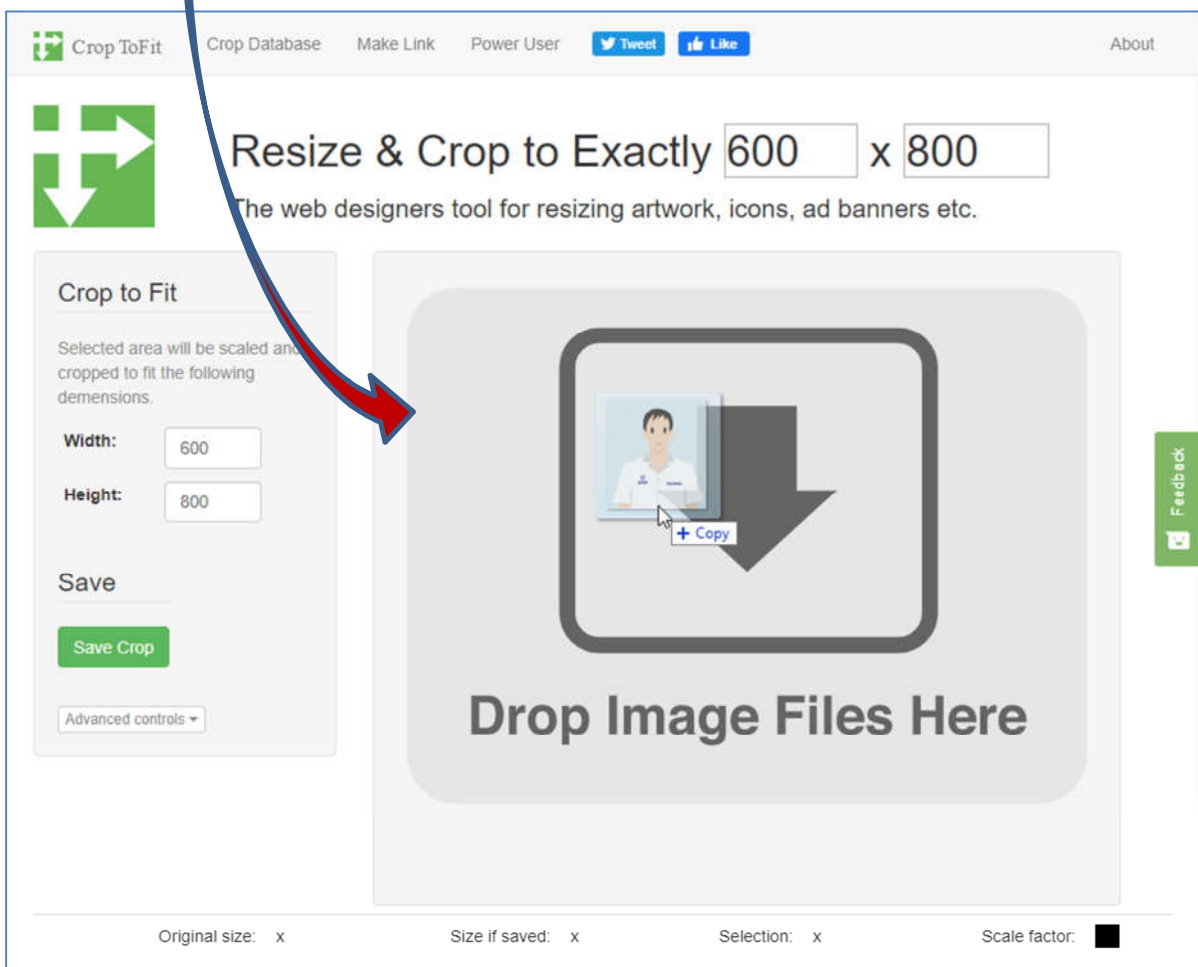 Crop ToFit Crop Database Make Link Power User Tweet Like About
Resize & Crop to Exactly 600 x 800
The web designers tool for resizing artwork, icons, ad banners etc.
Crop to Fit
Selected area will be scaled and
cropped to fit the following
demensions.
Width: 600
Height: 800
Save
Save Crop
Advanced controls
+ Copy
Drop Image Files Here
Feedback
Original size: x Size if saved: x Selection: x Scale factor: